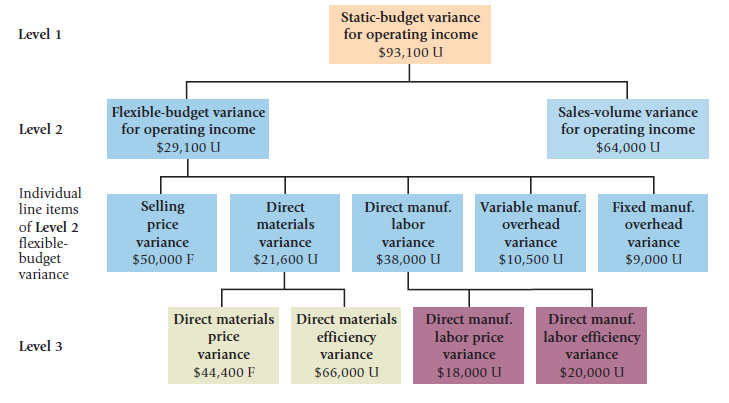 Level 1
Static-budget variance
for operating income
$93,100 U
Level 2
Flexible-budget variance
for operating income
$29,100 U
Sales-volume variance
for operating income
$64,000 U
Individual
line items
of Level 2
flexible-
budget
variance
Selling
price
variance
$50,000 F
Direct
materials
variance
$21,600 U
Direct manuf.
labor
variance
$38,000 U
Variable manuf.
overhead
variance
$10,500 U
Fixed manuf.
overhead
variance
$9,000 U
Level 3
Direct materials
price
variance
$44,400 F
Direct materials
efficiency
variance
$66,000 U
Direct manuf.
labor price
variance
$18,000 U
Direct manuf.
labor efficiency
variance
$20,000 U